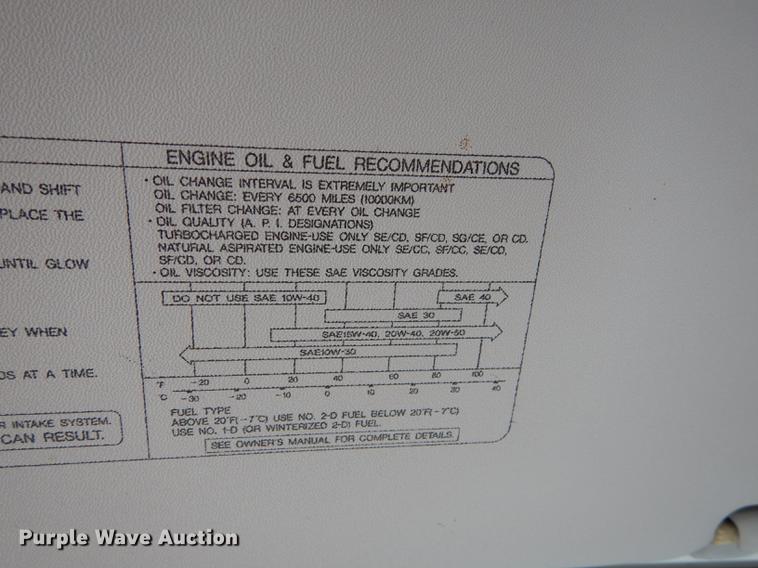 AND SHIFT
PLACE THE
UNTIL GLOW
EY WHEN
DS AT A TIME.
R INTAKE SYSTEM.
CAN RESULT.
ENGINE OIL & FUEL RECOMMENDATIONS
· OIL CHANGE INTERVAL IS EXTREMELY IMPORTANT
OIL CHANGE: EVERY 6500 MILES (10000KM)
OIL FILTER CHANGE: AT EVERY OIL CHANGE
· OIL QUALITY (A. P. I. DESIGNATIONS)
TURBOCHARGED ENGINE-USE ONLY SE/CD, SF/CD, SG/CE, OR CD.
NATURAL ASPIRATED ENGINE-USE ONLY SE/CC, SF/CC, SE/CD,
SF/CD, OR CD.
· OIL VISCOSITY: USE THESE SAE VISCOSITY GRADES.
DO NOT USE SAE 10W-40
SAE 40
SAE 30
SAE15W-40, 20W-40, 20W-50
SAE10W-30
°F -20 0 20 40 60 80 100
°C -30 -20 -10 0 10 20 30 40
FUEL TYPE
ABOVE 20°F(-7°C) USE NO. 2-D FUEL BELOW 20°F(-7°C)
USE NO. 1-D (OR WINTERIZED 2-D) FUEL.
SEE OWNER'S MANUAL FOR COMPLETE DETAILS.
Purple Wave Auction